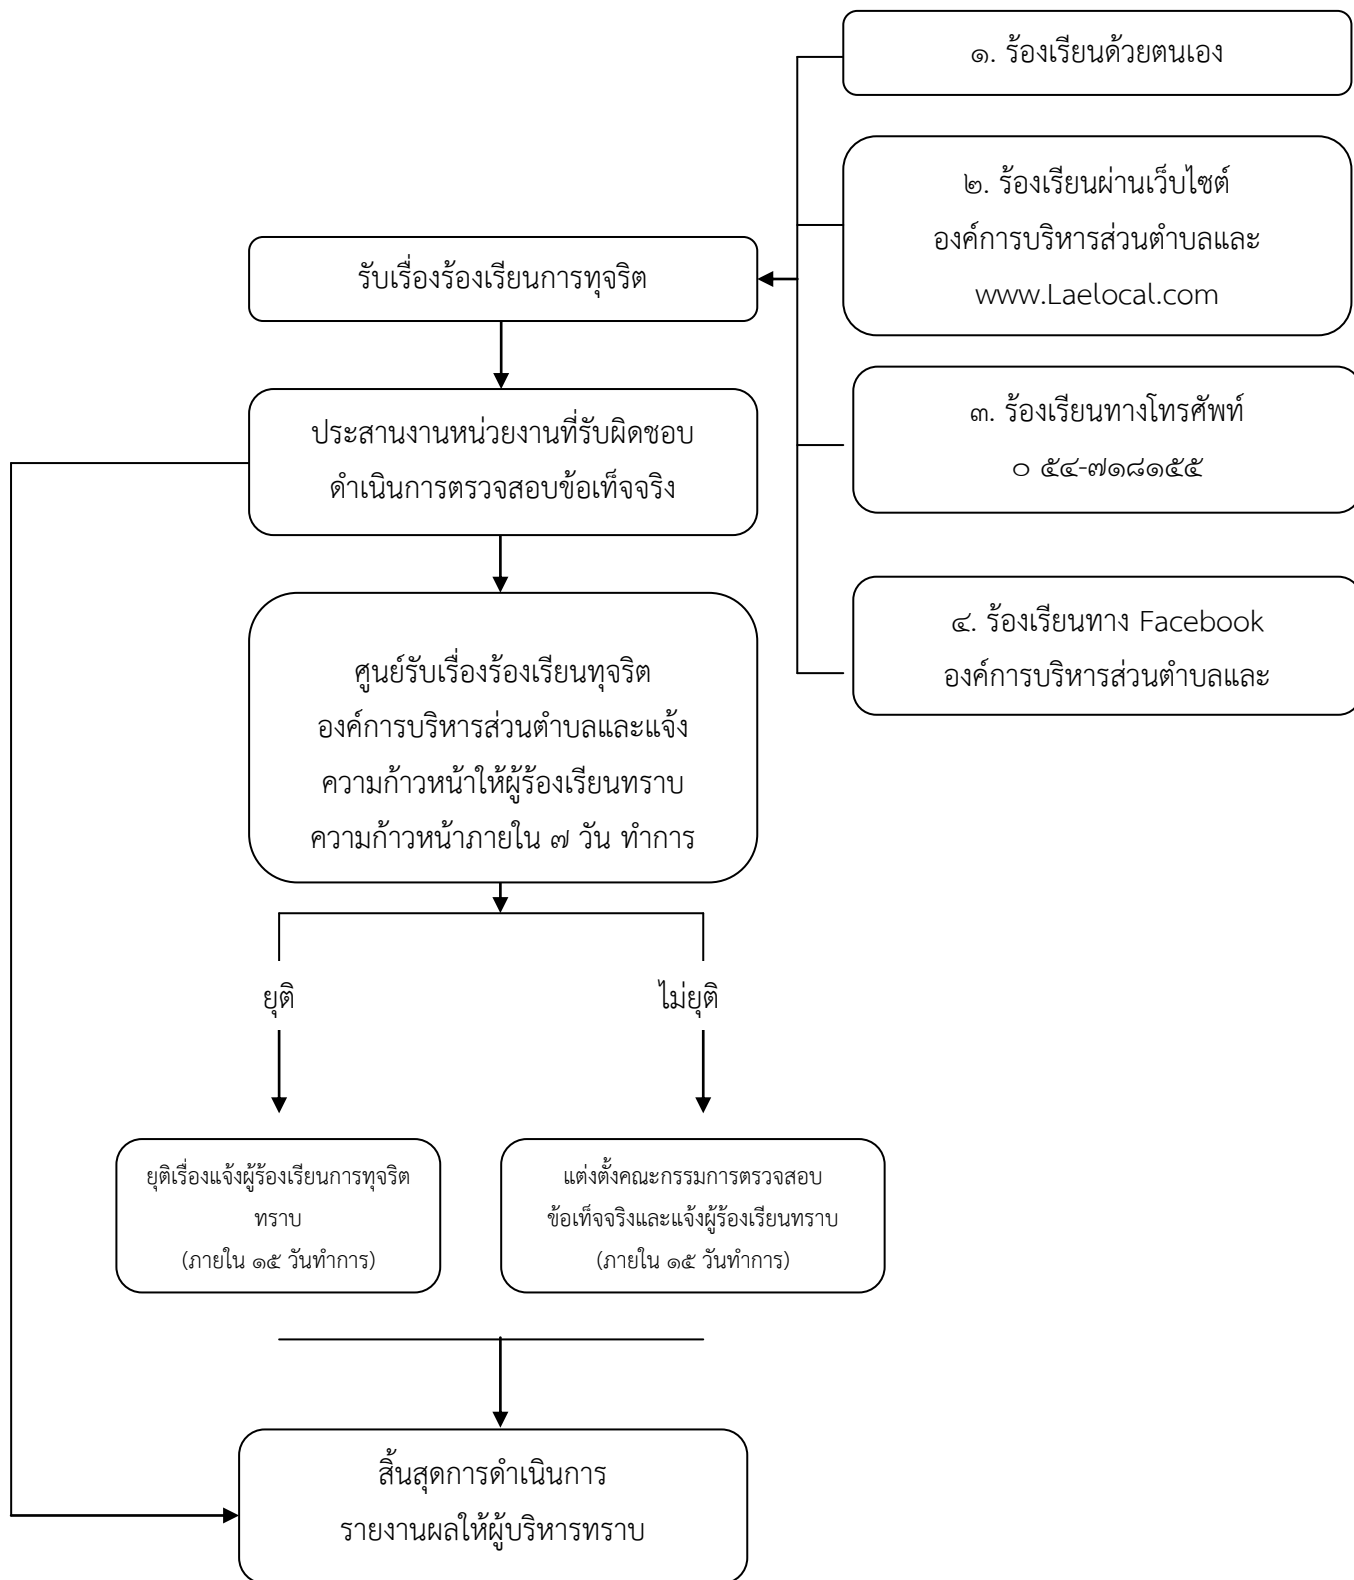 ๑. ร้องเรียนด้วยตนเอง
๒. ร้องเรียนผ่านเว็บไซต์
องค์การบริหารส่วนตำบลและ
www.Laelocal.com
รับเรื่องร้องเรียนการทุจริต
๓. ร้องเรียนทางโทรศัพท์
๐ ๕๔-๗๑๘๑๕๕
ประสานงานหน่วยงานที่รับผิดชอบ
ดำเนินการตรวจสอบข้อเท็จจริง
๔. ร้องเรียนทาง Facebook
องค์การบริหารส่วนตำบลและ
ศูนย์รับเรื่องร้องเรียนทุจริต
องค์การบริหารส่วนตำบลและแจ้ง
ความก้าวหน้าให้ผู้ร้องเรียนทราบ
ความก้าวหน้าภายใน ๗ วัน ทำการ
ยุติ
ไม่ยุติ
ยุติเรื่องแจ้งผู้ร้องเรียนการทุจริต
ทราบ
(ภายใน ๑๕ วันทำการ)
แต่งตั้งคณะกรรมการตรวจสอบ
ข้อเท็จจริงและแจ้งผู้ร้องเรียนทราบ
(ภายใน ๑๕ วันทำการ)
สิ้นสุดการดำเนินการ
รายงานผลให้ผู้บริหารทราบ